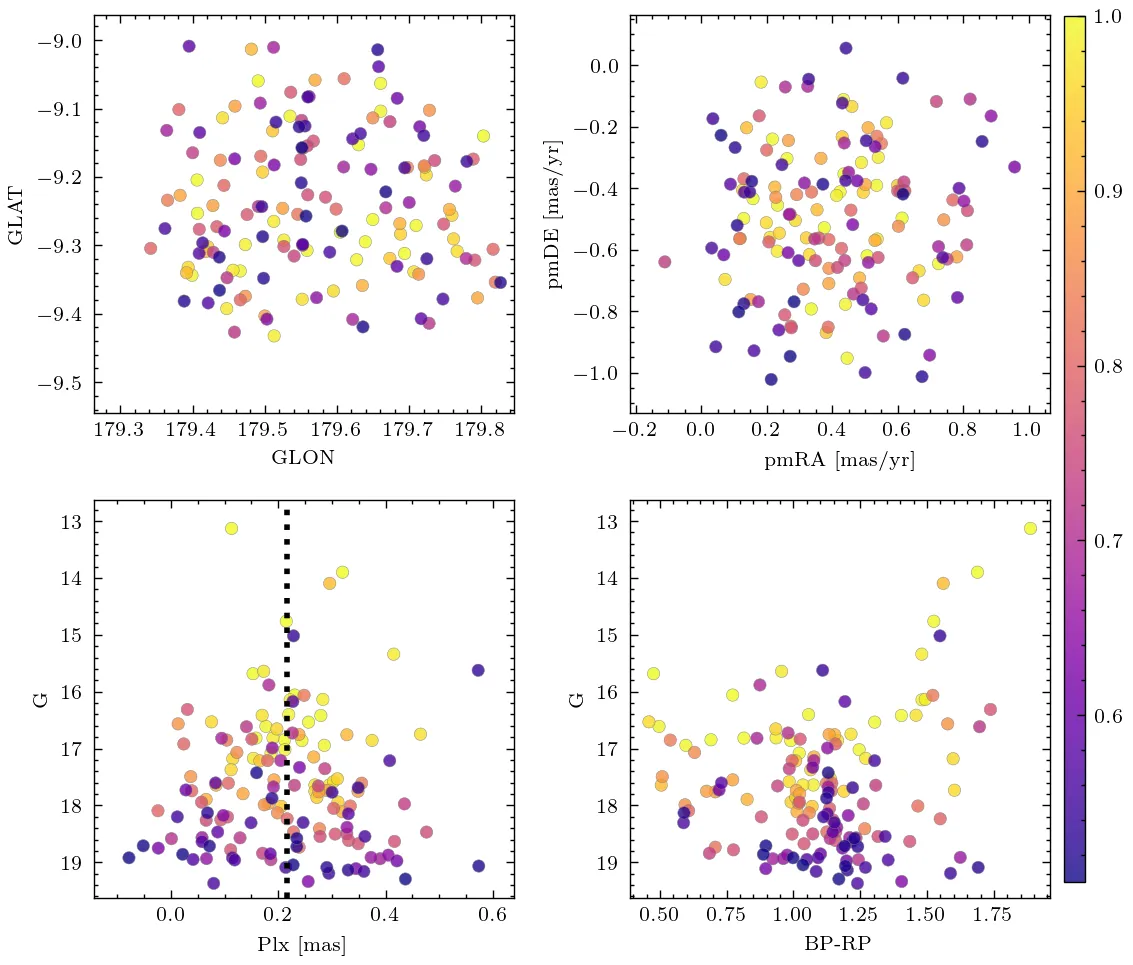 −9.0
−9.1
−9.2
−9.3
−9.4
−9.5
GLAT
179.3 179.4 179.5 179.6 179.7 179.8
GLON
0.0
−0.2
−0.4
−0.6
−0.8
−1.0
pmDE [mas/yr]
−0.2 0.0 0.2 0.4 0.6 0.8 1.0
pmRA [mas/yr]
13
14
15
16
17
18
19
G
0.0 0.2 0.4 0.6
Plx [mas]
13
14
15
16
17
18
19
G
0.50 0.75 1.00 1.25 1.50 1.75
BP-RP
1.0
0.9
0.8
0.7
0.6